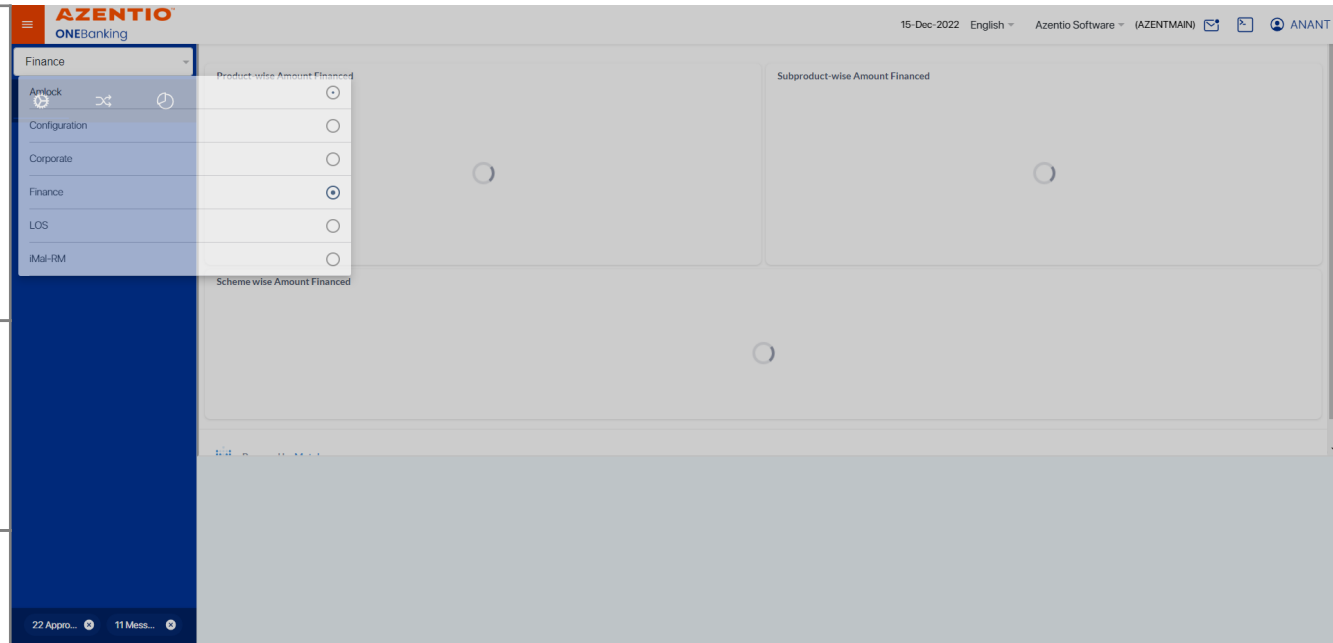 AZENTIO
ONEBanking
15-Dec-2022 English Azentio Software (AZENTMAIN) ANANT
Finance
Product-wise Amount Financed
Subproduct-wise Amount Financed
Amlock
Configuration
Corporate
Finance
LOS
iMal-RM
Scheme wise Amount Financed
22 Appro... 11 Mess...